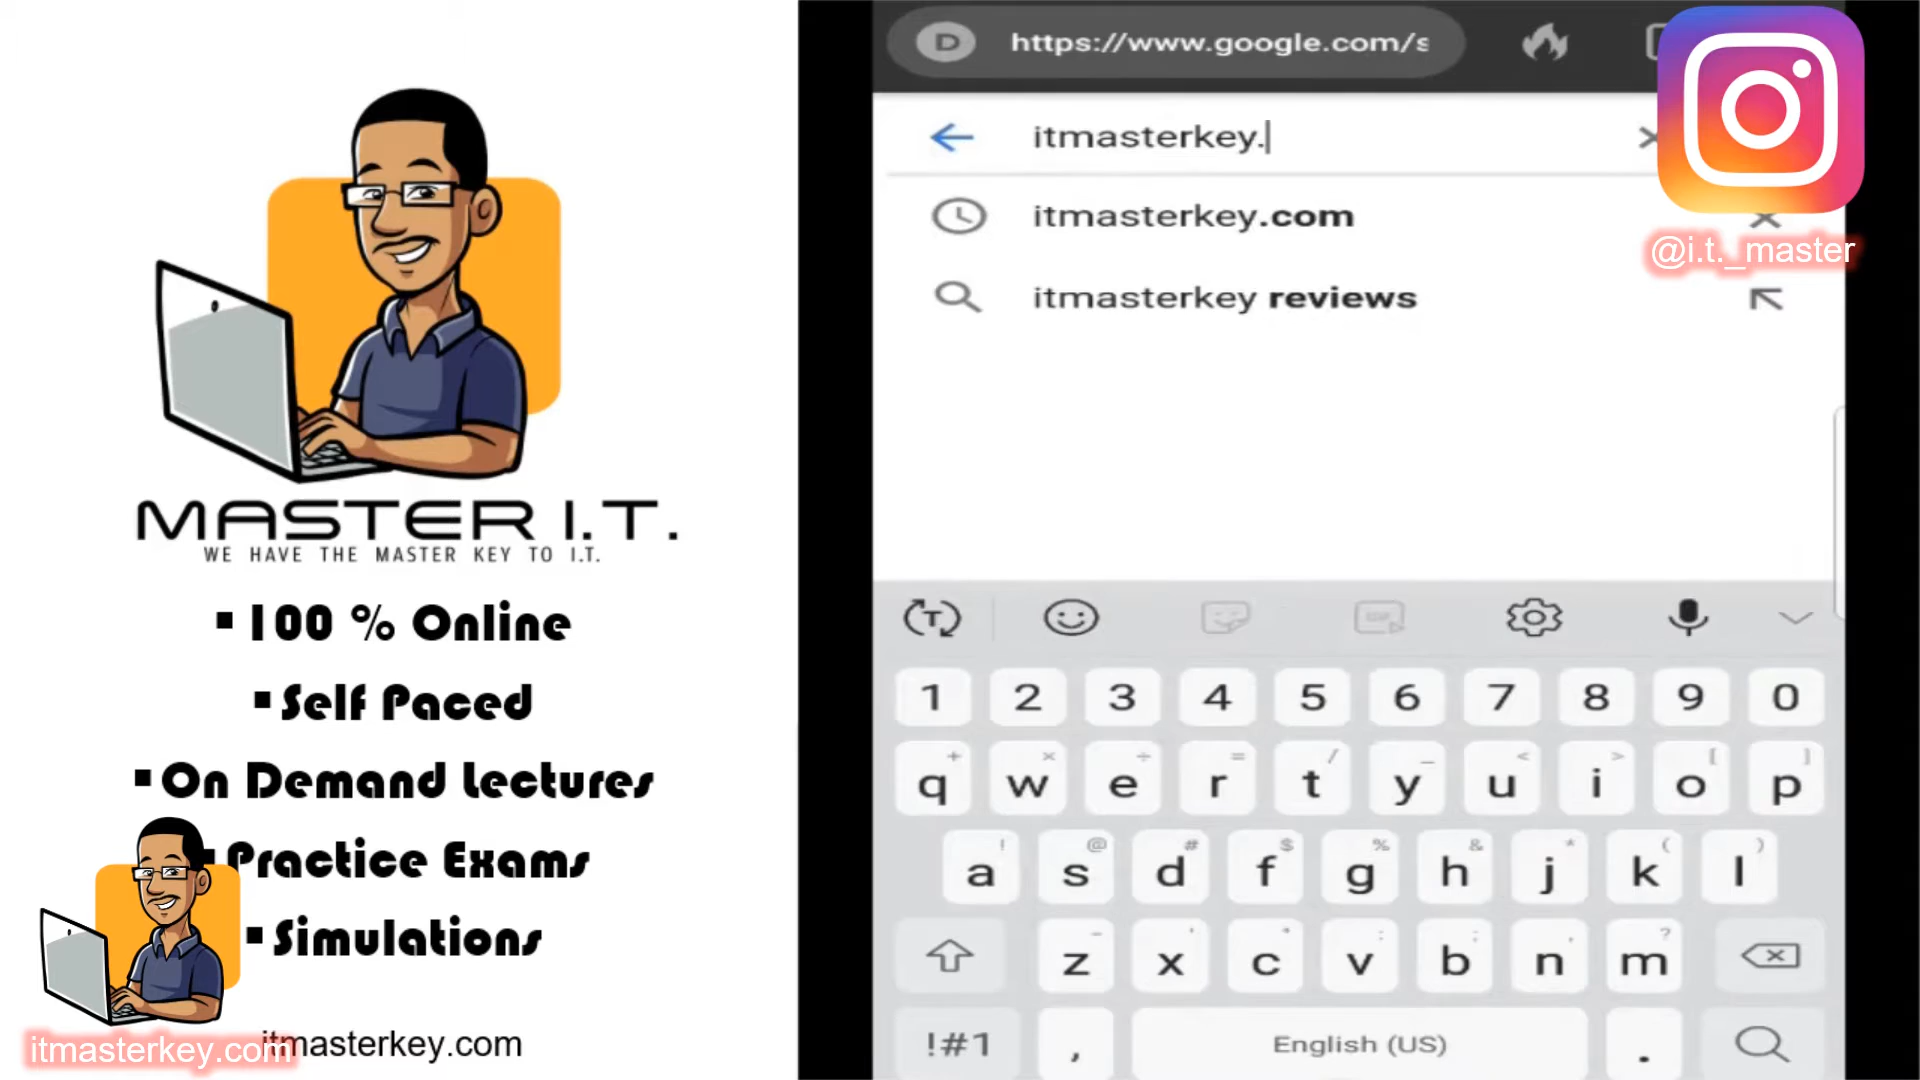 MASTER I.T.
WE HAVE THE MASTER KEY TO I.T.
▪100 % Online
▪Self Paced
▪On Demand Lectures
▪Practice Exams
▪Simulations
itmasterkey.com
itmasterkey.com
D https://www.google.com/s
itmasterkey.
itmasterkey.com
itmasterkey reviews
@i.t._master
T
1 2 3 4 5 6 7 8 9 0
q w e r t y u i o p
a s d f g h j k l
z x c v b n m
!#1 , English (US) .